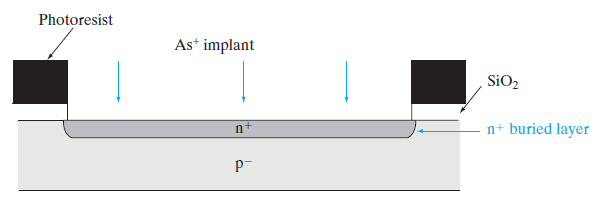 Photoresist
As⁺ implant
SiO₂
n⁺
n+ buried layer
p⁻